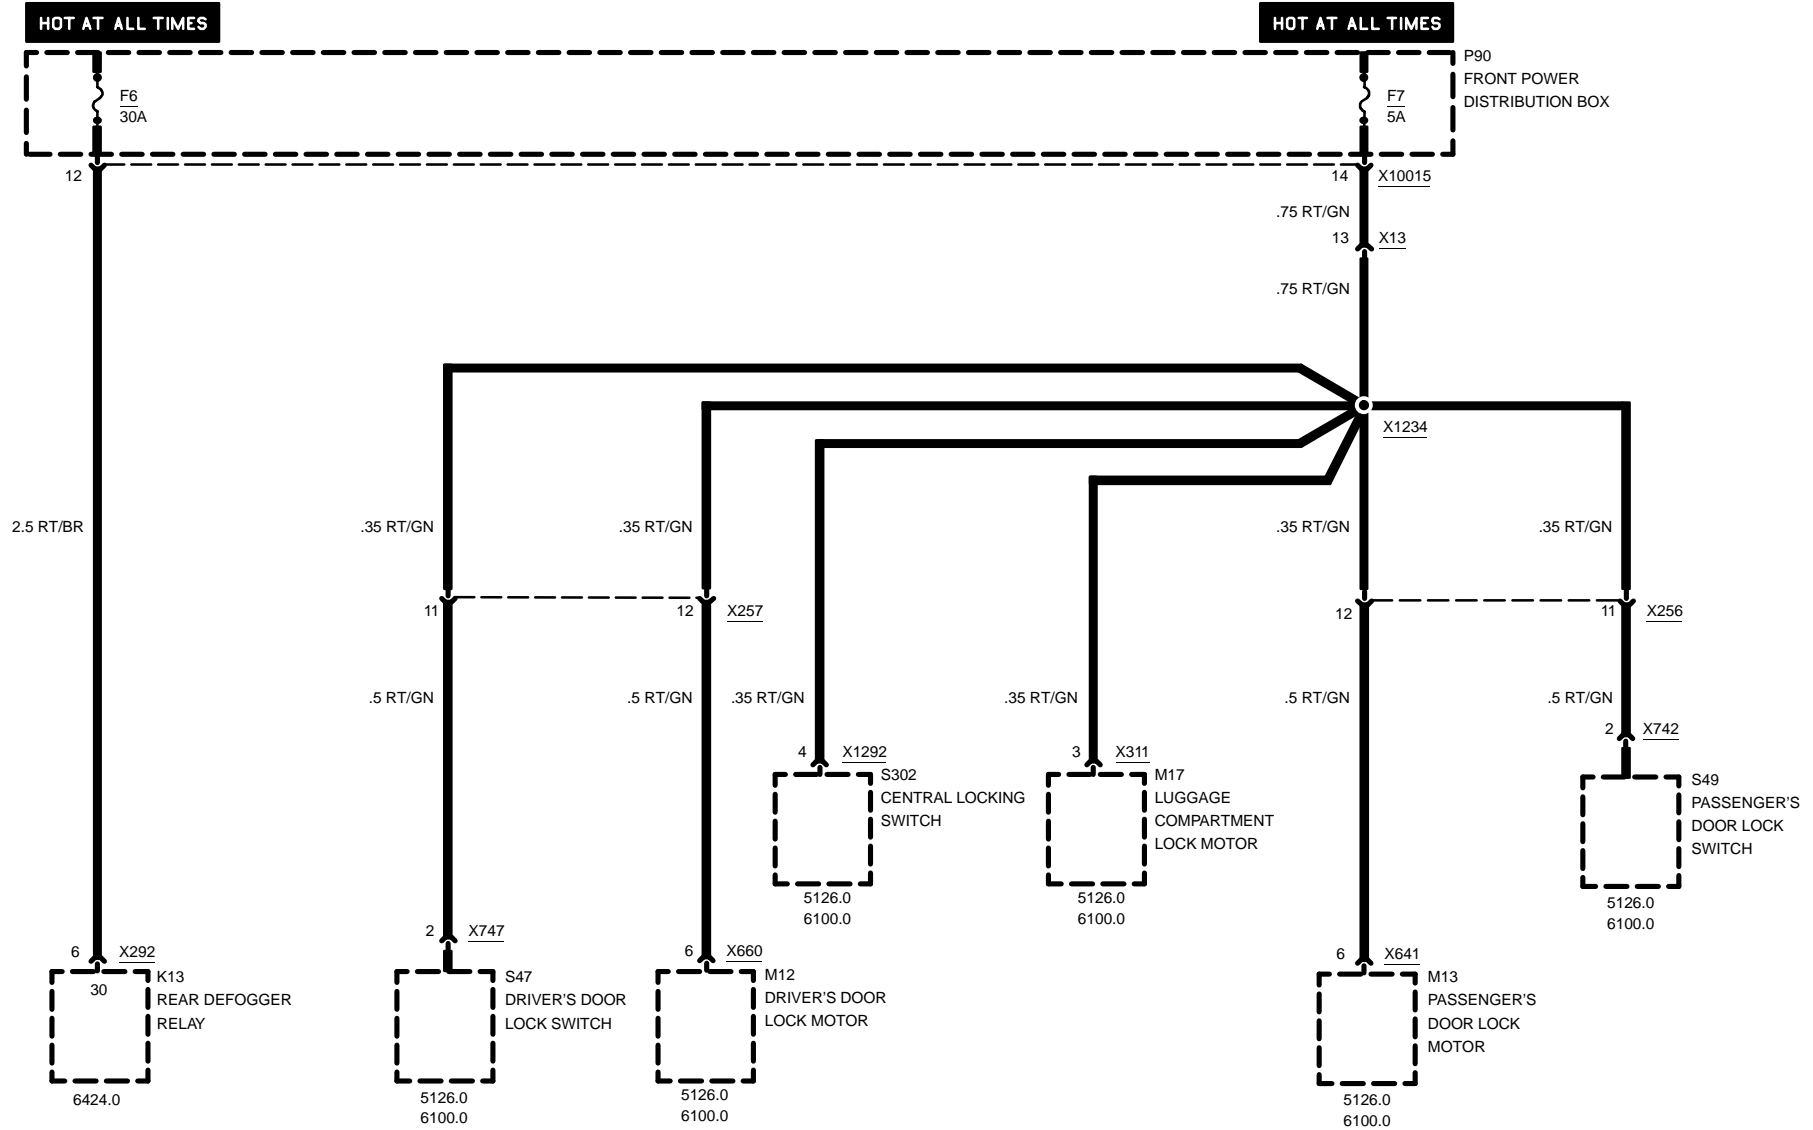 HOT AT ALL TIMES
HOT AT ALL TIMES
P90
FRONT POWER
DISTRIBUTION BOX
F6
30A
F7
5A
12
14
X10015
.75 RT/GN
13
X13
.75 RT/GN
X1234
2.5 RT/BR
.35 RT/GN
.35 RT/GN
.35 RT/GN
.35 RT/GN
11
12
X257
12
11
X256
.5 RT/GN
.5 RT/GN
.35 RT/GN
.35 RT/GN
.5 RT/GN
.5 RT/GN
2
X742
4
X1292
3
X311
S302
CENTRAL LOCKING
SWITCH
M17
LUGGAGE
COMPARTMENT
LOCK MOTOR
S49
PASSENGER'S
DOOR LOCK
SWITCH
5126.0
6100.0
5126.0
6100.0
5126.0
6100.0
6
X292
2
X747
6
X660
6
X641
30
K13
REAR DEFOGGER
RELAY
S47
DRIVER'S DOOR
LOCK SWITCH
M12
DRIVER'S DOOR
LOCK MOTOR
M13
PASSENGER'S
DOOR LOCK
MOTOR
6424.0
5126.0
6100.0
5126.0
6100.0
5126.0
6100.0